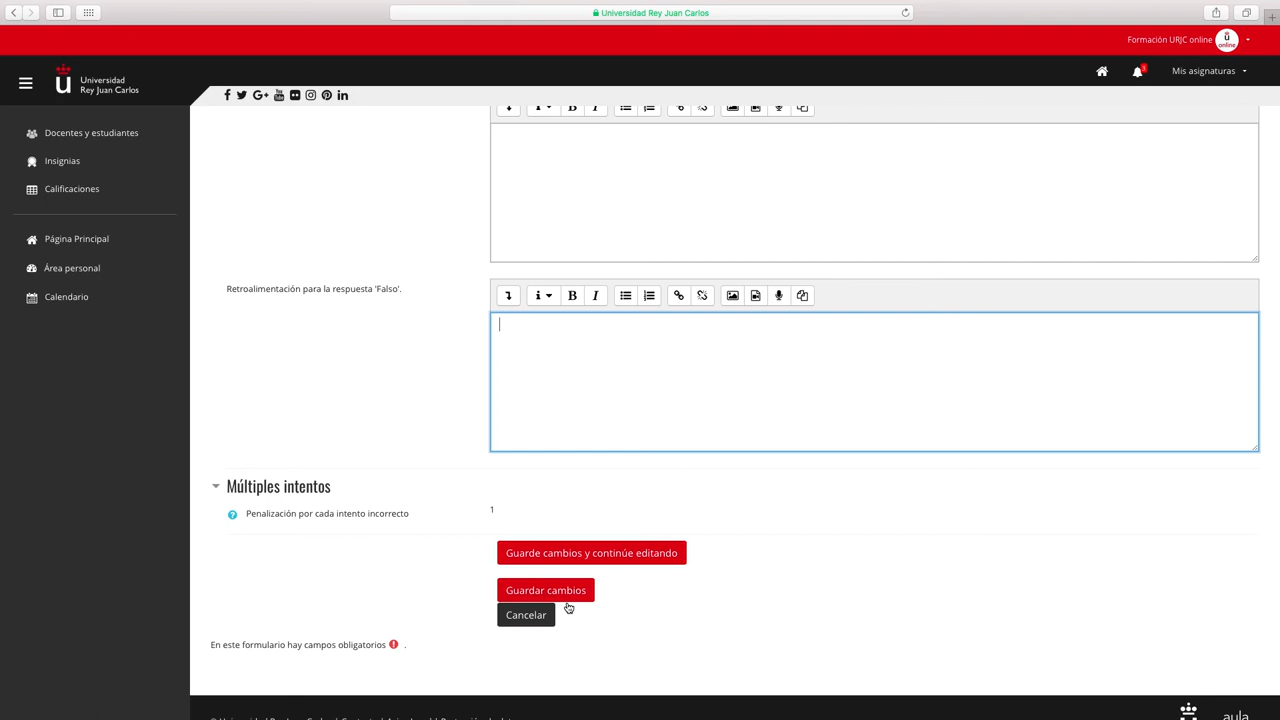 Universidad Rey Juan Carlos
Formación URJC online
ü
online
Universidad
Rey Juan Carlos
3
Mis asignaturas
Docentes y estudiantes
Insignias
Calificaciones
Página Principal
Área personal
Calendario
Retroalimentación para la respuesta 'Falso'.
Múltiples intentos
Penalización por cada intento incorrecto
1
Guarde cambios y continúe editando
Guardar cambios
Cancelar
En este formulario hay campos obligatorios .
aula